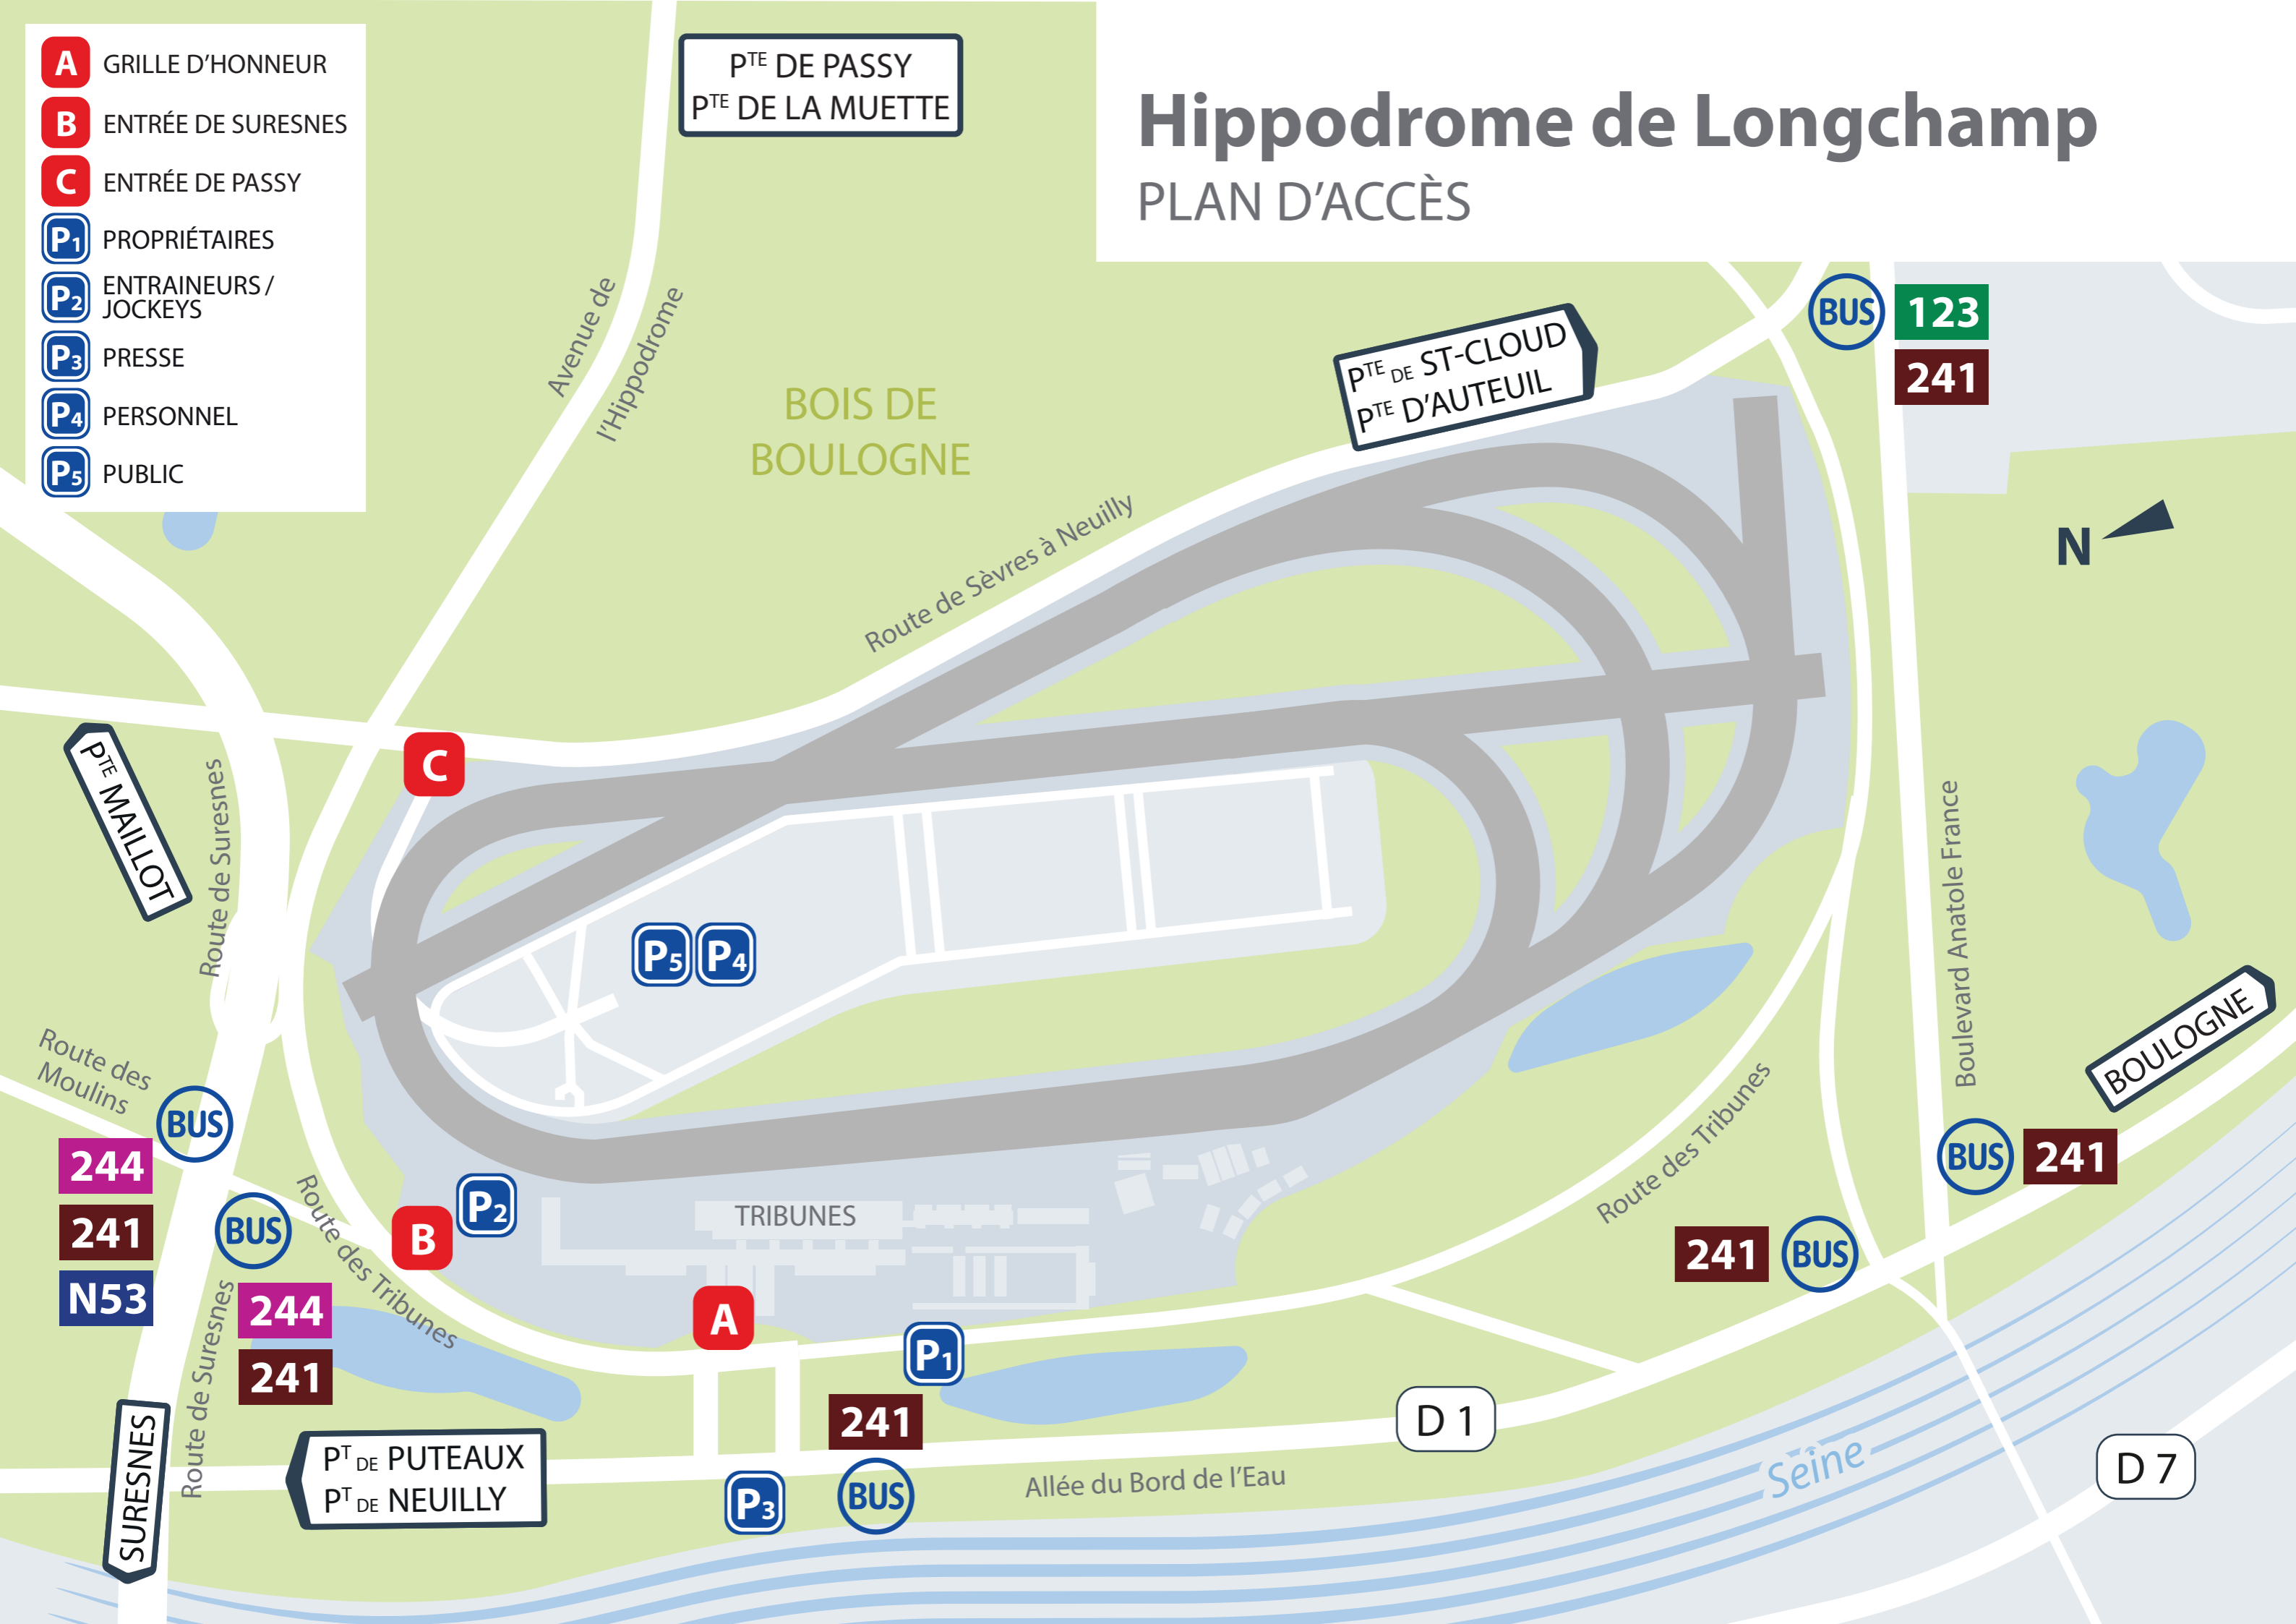 A GRILLE D'HONNEUR
B ENTRÉE DE SURESNES
C ENTRÉE DE PASSY
P1 PROPRIÉTAIRES
P2 ENTRAINEURS /
JOCKEYS
P3 PRESSE
P4 PERSONNEL
P5 PUBLIC
PTE DE PASSY
PTE DE LA MUETTE
Hippodrome de Longchamp
PLAN D'ACCÈS
Avenue de
l'Hippodrome
BOIS DE
BOULOGNE
PTE DE ST-CLOUD
PTE D'AUTEUIL
BUS 123
241
Route de Sèvres à Neuilly
N
C
PTE MAILLOT
Route de Suresnes
P5 P4
Boulevard Anatole France
BOULOGNE
Route des
Moulins
BUS
244
241
N53
BUS
244
241
Route des Tribunes
B
P2
TRIBUNES
A
P1
Route des Tribunes
BUS 241
241 BUS
Route de Suresnes
SURESNES
PT DE PUTEAUX
PT DE NEUILLY
241
BUS
P3
Allée du Bord de l'Eau
D 1
Seine
D 7